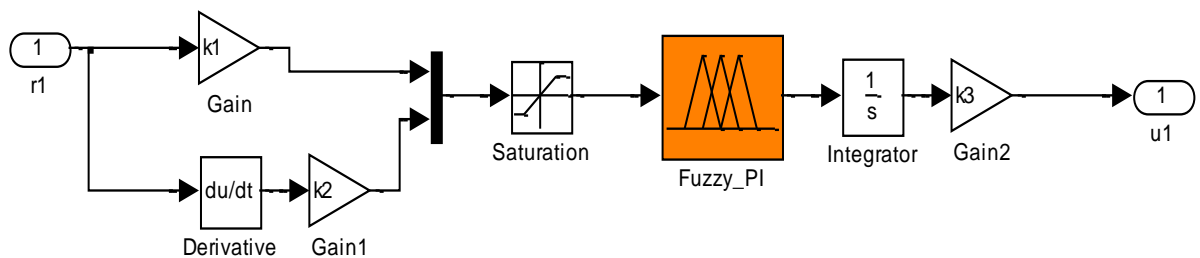 1
r1
k1
Gain
du/dt
Derivative
k2
Gain1
Saturation
Fuzzy_PI
1
s
Integrator
k3
Gain2
1
u1